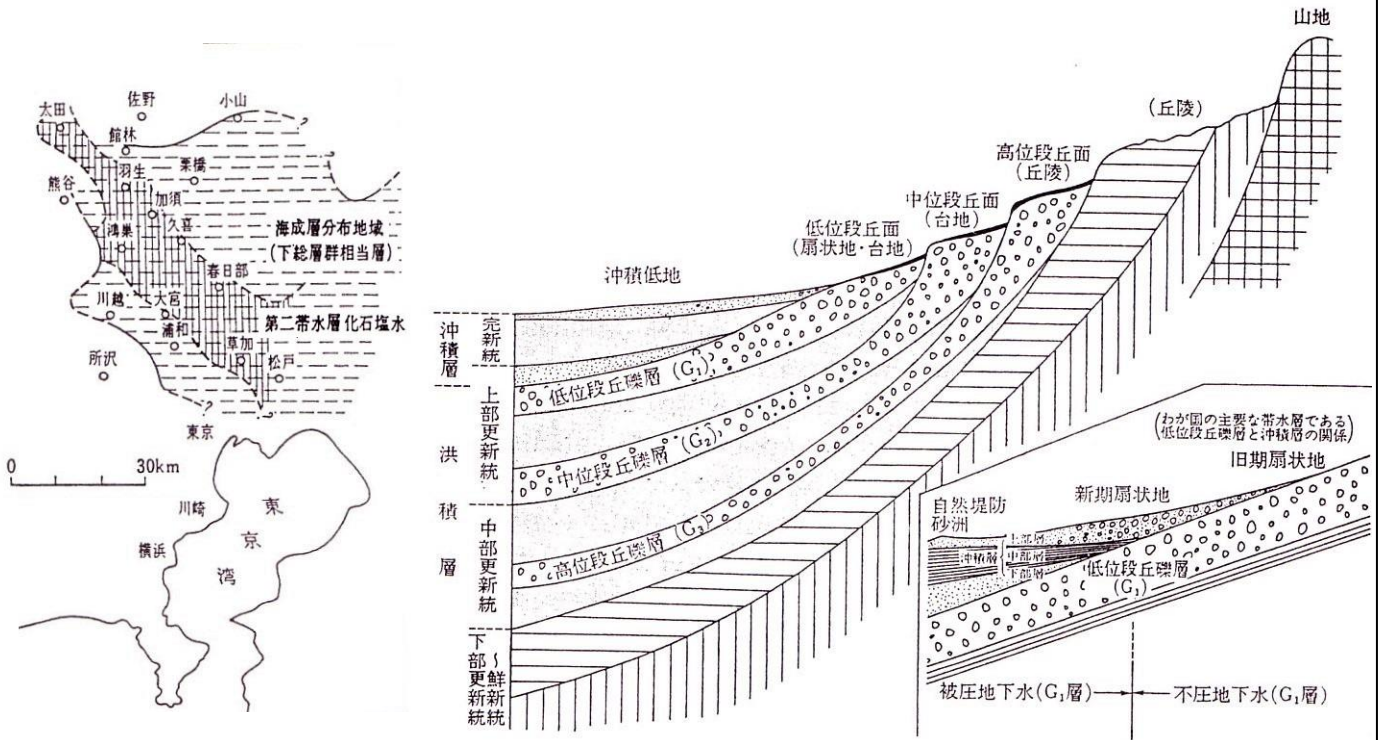 太田
佐野
小山
館林
羽生
栗橋
熊谷
加須
久喜
鴻巣
海成層分布地域
(下総層群相当層)
春日部
川越
大宮
第二帯水層化石塩水
浦和
草加
所沢
松戸
?
東京
0 30km
川崎
横浜
東京湾
山地
(丘陵)
高位段丘面
(丘陵)
中位段丘面
(台地)
低位段丘面
(扇状地・台地)
沖積低地
沖積層
完新統
低位段丘礫層(G₁)
洪積層
上部更新統
中位段丘礫層(G₂)
中部更新統
高位段丘礫層(G₃)
下部更新統
~鮮新統
(わが国の主要な帯水層である
低位段丘礫層と沖積層の関係)
旧期扇状地
新期扇状地
自然堤防
砂洲
上部層
沖積層
中部層
下部層
低位段丘礫層
(G₁)
被圧地下水(G₁層)
不圧地下水(G₁層)